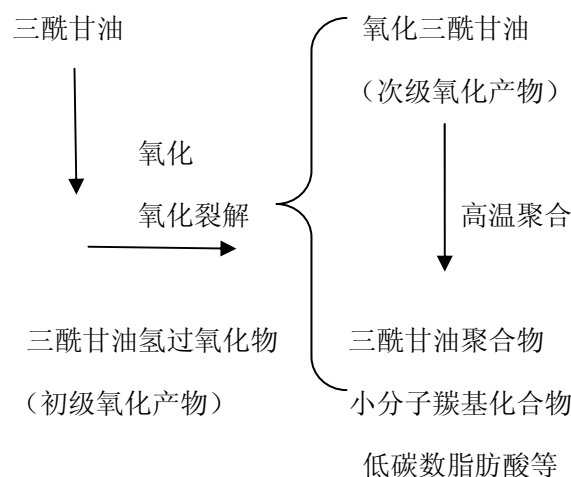 三酰甘油
氧化
氧化裂解
三酰甘油氢过氧化物
（初级氧化产物）
氧化三酰甘油
（次级氧化产物）
高温聚合
三酰甘油聚合物
小分子羰基化合物
低碳数脂肪酸等